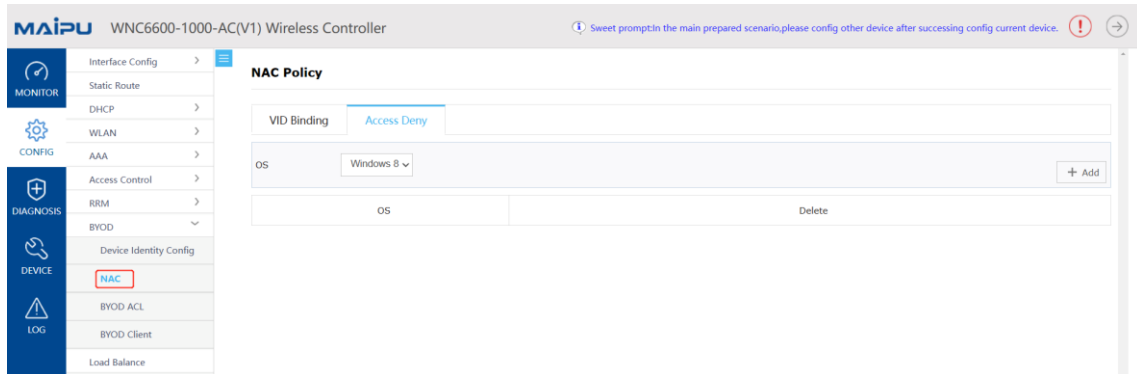 MAIPU WNC6600-1000-AC(V1) Wireless Controller
Sweet prompt:In the main prepared scenario,please config other device after successing config current device.
MONITOR
CONFIG
DIAGNOSIS
DEVICE
LOG
Interface Config
Static Route
DHCP
WLAN
AAA
Access Control
RRM
BYOD
Device Identity Config
NAC
BYOD ACL
BYOD Client
Load Balance
NAC Policy
VID Binding Access Deny
OS Windows 8
+ Add
OS Delete